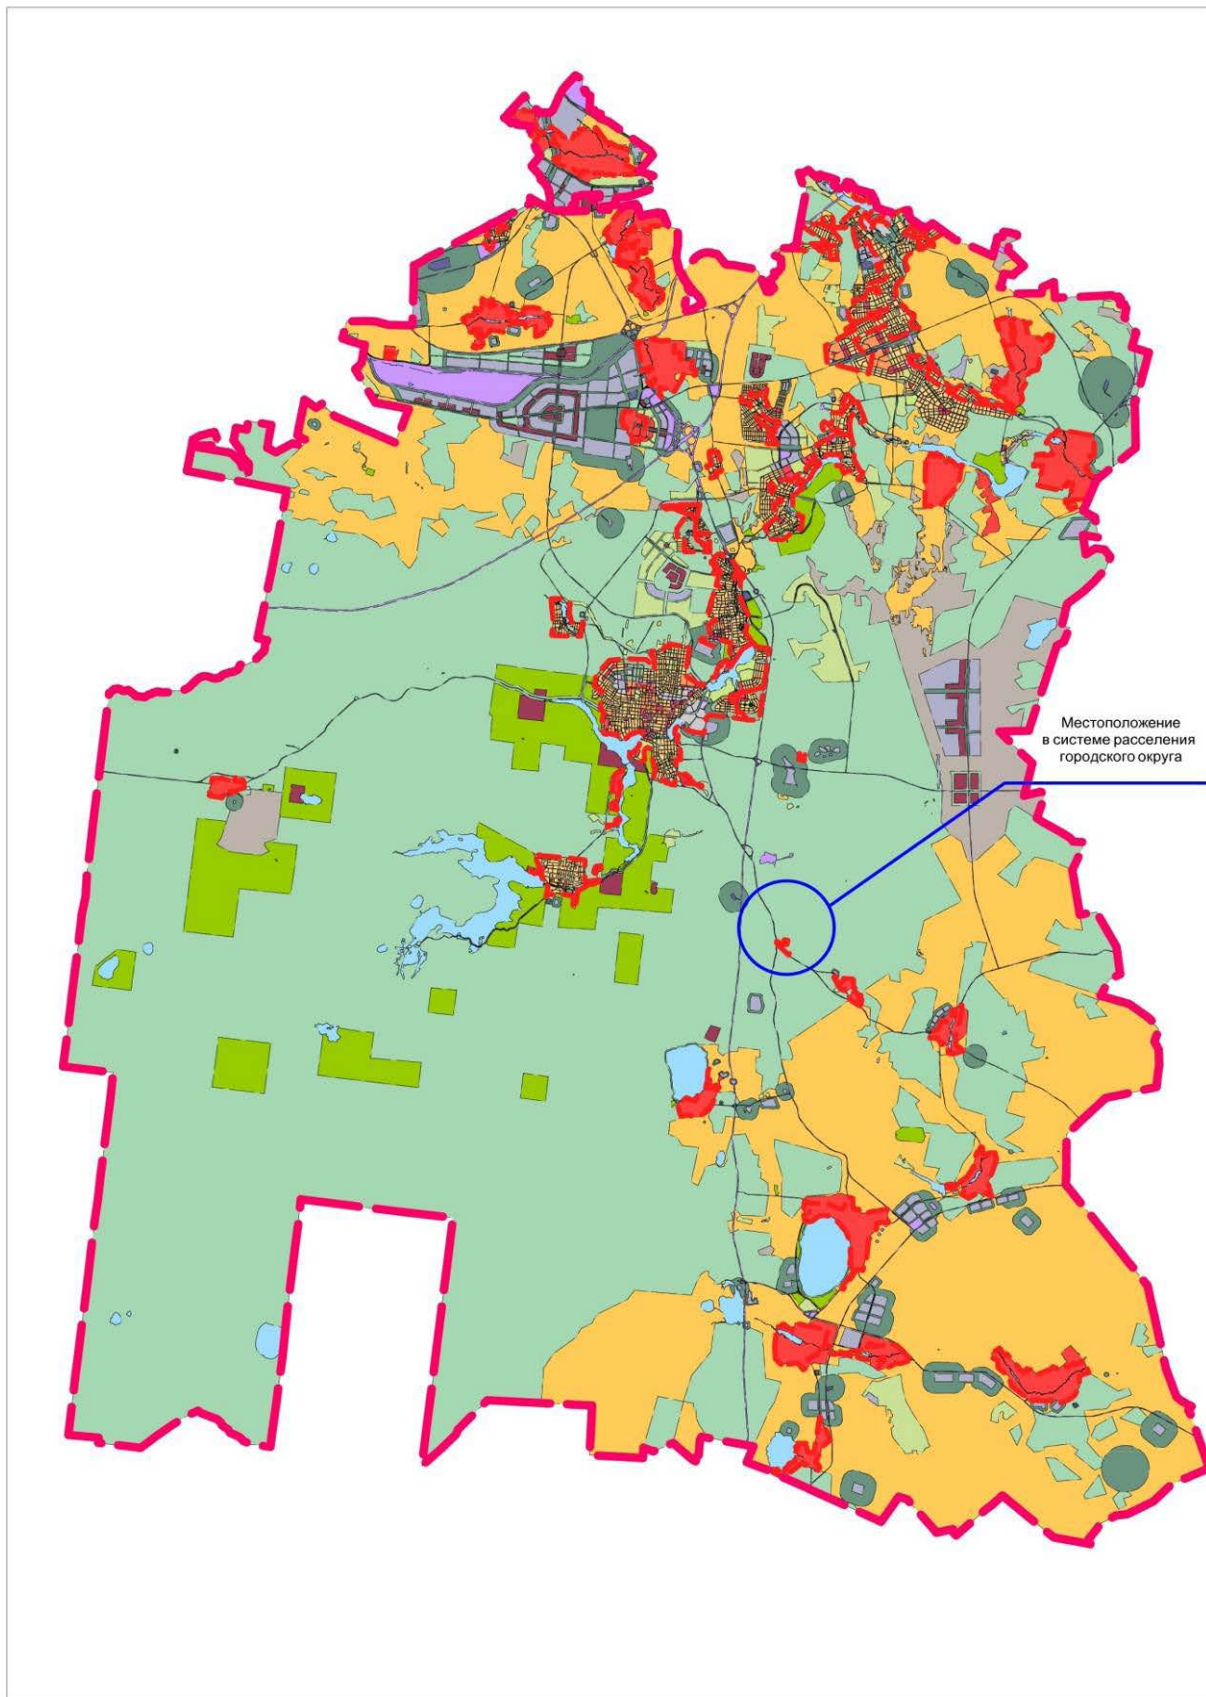 Местоположение
в системе расселения
городского округа